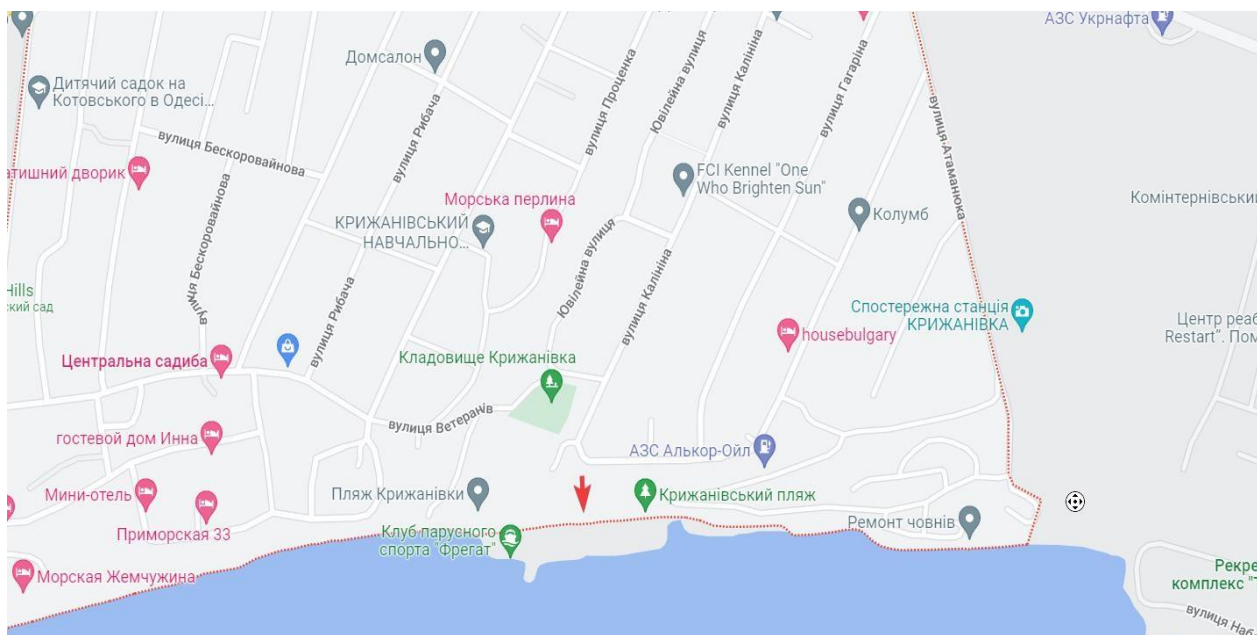 АЗС Укрнафта
Домсалон
Дитячий садок на
Котовського в Одесі...
вулиця Проценка
Ювілейна вулиця
вулиця Калініна
вулиця Гагаріна
вулиця Рибача
вулиця Бескоровайнова
вулиця Атаманюка
атишний дворик
FCI Kennel "One
Who Brighten Sun"
Морська перлина
Колумб
Комінтернівський
КРИЖАНІВСЬКИЙ
НАВЧАЛЬНО...
Ювілейна вулиця
вулиця Калініна
вулиця Бескоровайнова
Hills
ский сад
вулиця Рибача
Спостережна станція
КРИЖАНІВКА
Центр реаб
Restart". Пом
housebulgary
Центральна садиба
Кладовище Крижанівка
вулиця Ветеранів
гостевой дом Инна
АЗС Алькор-Ойл
Мини-отель
Пляж Крижанівки
Крижанівський пляж
Приморская 33
Ремонт човнів
Клуб парусного
спорта "Фрегат"
Морская Жемчужина
Рекре
комплекс "Т
вулиця Наб